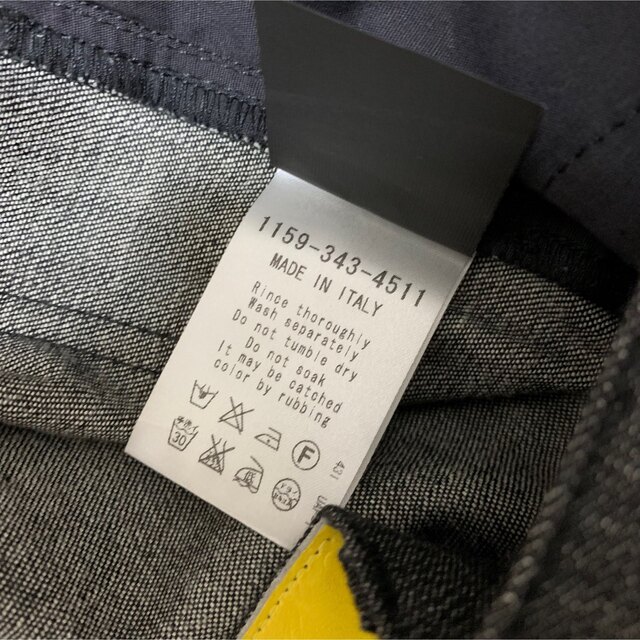 1159-343-4511
MADE IN ITALY
Rince thoroughly
Wash separately
Do not tumble dry
Do not soak
It may be catched
color by rubbing
F
30